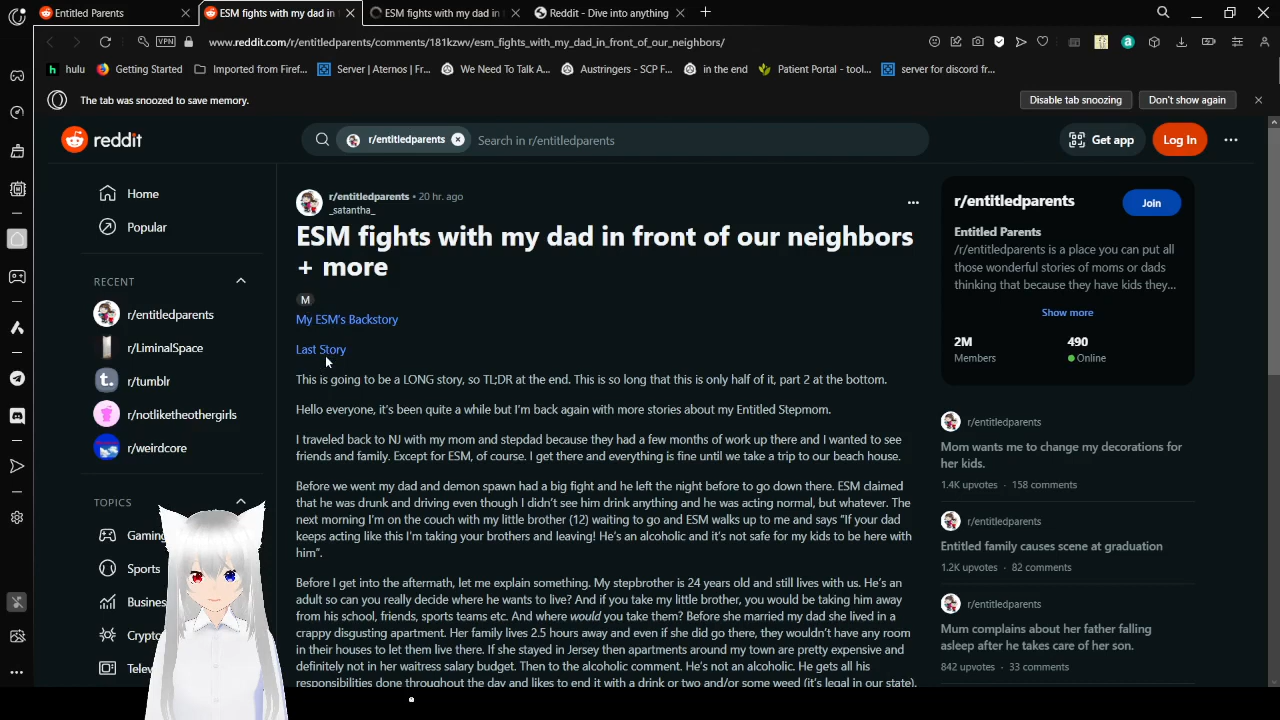 Entitled Parents
ESM fights with my dad in
ESM fights with my dad in
Reddit - Dive into anything
VPN
www.reddit.com/r/entitledparents/comments/181kzwv/esm_fights_with_my_dad_in_front_of_our_neighbors/
hulu
Getting Started
Imported from Firef...
Server | Aternos | Fr...
We Need To Talk A...
Austringers - SCP F...
in the end
Patient Portal - tool...
server for discord fr...
The tab was snoozed to save memory.
Disable tab snoozing
Don't show again
reddit
r/entitledparents
Search in r/entitledparents
Get app
Log In
Home
Popular
RECENT
r/entitledparents
r/LiminalSpace
r/tumblr
r/notliketheothergirls
r/weirdcore
TOPICS
Gaming
Sports
Busines
Crypto
Telev
r/entitledparents • 20 hr. ago
_satantha_
ESM fights with my dad in front of our neighbors
+ more
M
My ESM's Backstory
Last Story
This is going to be a LONG story, so TL;DR at the end. This is so long that this is only half of it, part 2 at the bottom.
Hello everyone, it's been quite a while but I'm back again with more stories about my Entitled Stepmom.
I traveled back to NJ with my mom and stepdad because they had a few months of work up there and I wanted to see
friends and family. Except for ESM, of course. I get there and everything is fine until we take a trip to our beach house.
Before we went my dad and demon spawn had a big fight and he left the night before to go down there. ESM claimed
that he was drunk and driving even though I didn't see him drink anything and he was acting normal, but whatever. The
next morning I'm on the couch with my little brother (12) waiting to go and ESM walks up to me and says "If your dad
keeps acting like this I'm taking your brothers and leaving! He's an alcoholic and it's not safe for my kids to be here with
him".
Before I get into the aftermath, let me explain something. My stepbrother is 24 years old and still lives with us. He's an
adult so can you really decide where he wants to live? And if you take my little brother, you would be taking him away
from his school, friends, sports teams etc. And where would you take them? Before she married my dad she lived in a
crappy disgusting apartment. Her family lives 2.5 hours away and even if she did go there, they wouldn't have any room
in their houses to let them live there. If she stayed in Jersey then apartments around my town are pretty expensive and
definitely not in her waitress salary budget. Then to the alcoholic comment. He's not an alcoholic. He gets all his
responsibilities done throughout the day and likes to end it with a drink or two and/or some weed (it's legal in our state).
r/entitledparents
Join
Entitled Parents
/r/entitledparents is a place you can put all
those wonderful stories of moms or dads
thinking that because they have kids they...
Show more
2M
Members
490
Online
r/entitledparents
Mom wants me to change my decorations for
her kids.
1.4K upvotes · 158 comments
r/entitledparents
Entitled family causes scene at graduation
1.2K upvotes · 82 comments
r/entitledparents
Mum complains about her father falling
asleep after he takes care of her son.
842 upvotes · 33 comments